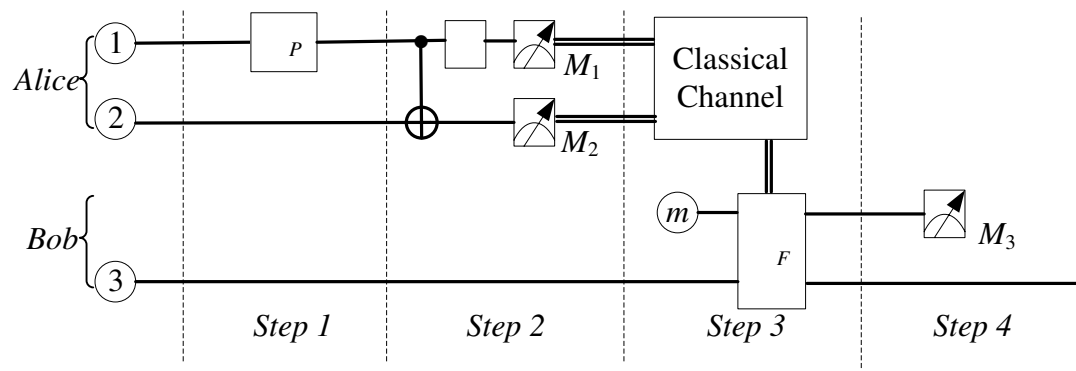 1
P
Alice
M1
Classical
Channel
2
M2
m
Bob
M3
F
3
Step 1
Step 2
Step 3
Step 4